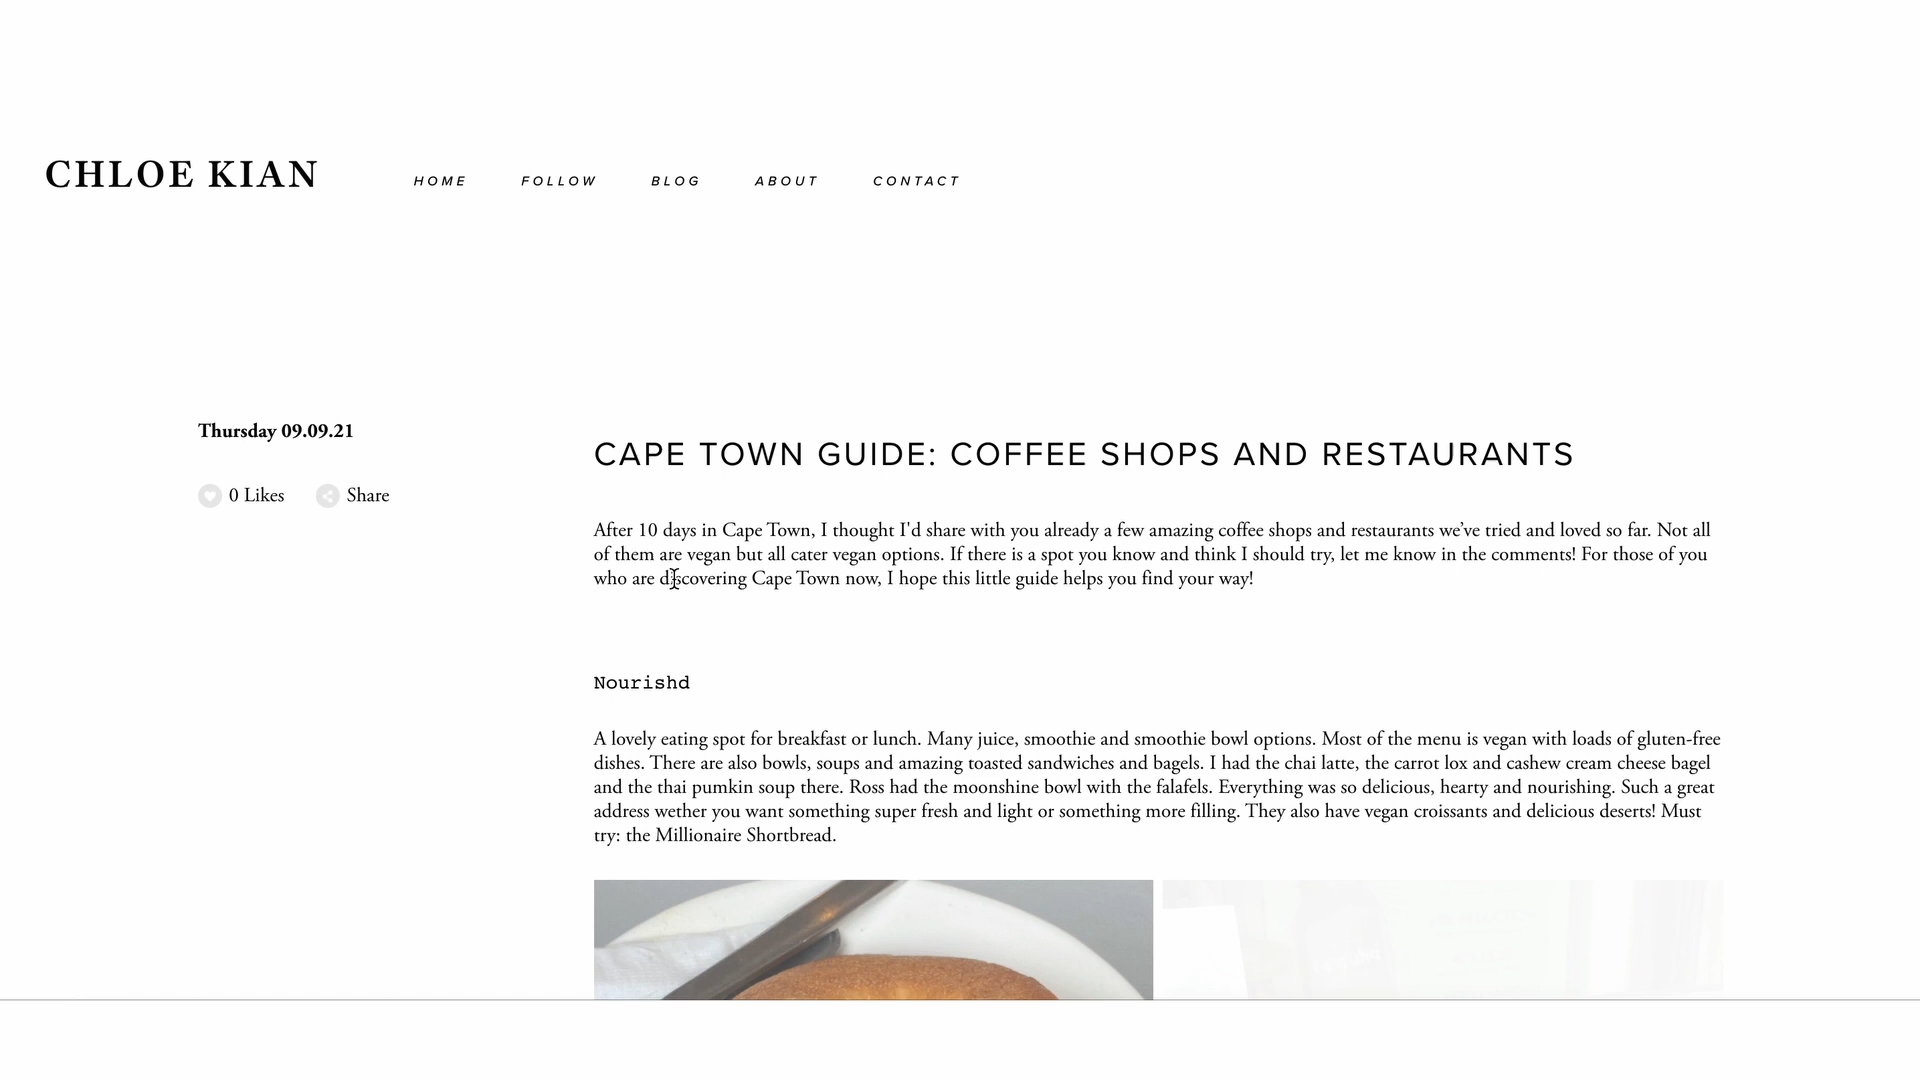 CHLOE KIAN
HOME FOLLOW BLOG ABOUT CONTACT
Thursday 09.09.21
0 Likes Share
CAPE TOWN GUIDE: COFFEE SHOPS AND RESTAURANTS
After 10 days in Cape Town, I thought I'd share with you already a few amazing coffee shops and restaurants we’ve tried and loved so far. Not all
of them are vegan but all cater vegan options. If there is a spot you know and think I should try, let me know in the comments! For those of you
who are discovering Cape Town now, I hope this little guide helps you find your way!
Nourishd
A lovely eating spot for breakfast or lunch. Many juice, smoothie and smoothie bowl options. Most of the menu is vegan with loads of gluten-free
dishes. There are also bowls, soups and amazing toasted sandwiches and bagels. I had the chai latte, the carrot lox and cashew cream cheese bagel
and the thai pumkin soup there. Ross had the moonshine bowl with the falafels. Everything was so delicious, hearty and nourishing. Such a great
address wether you want something super fresh and light or something more filling. They also have vegan croissants and delicious deserts! Must
try: the Millionaire Shortbread.